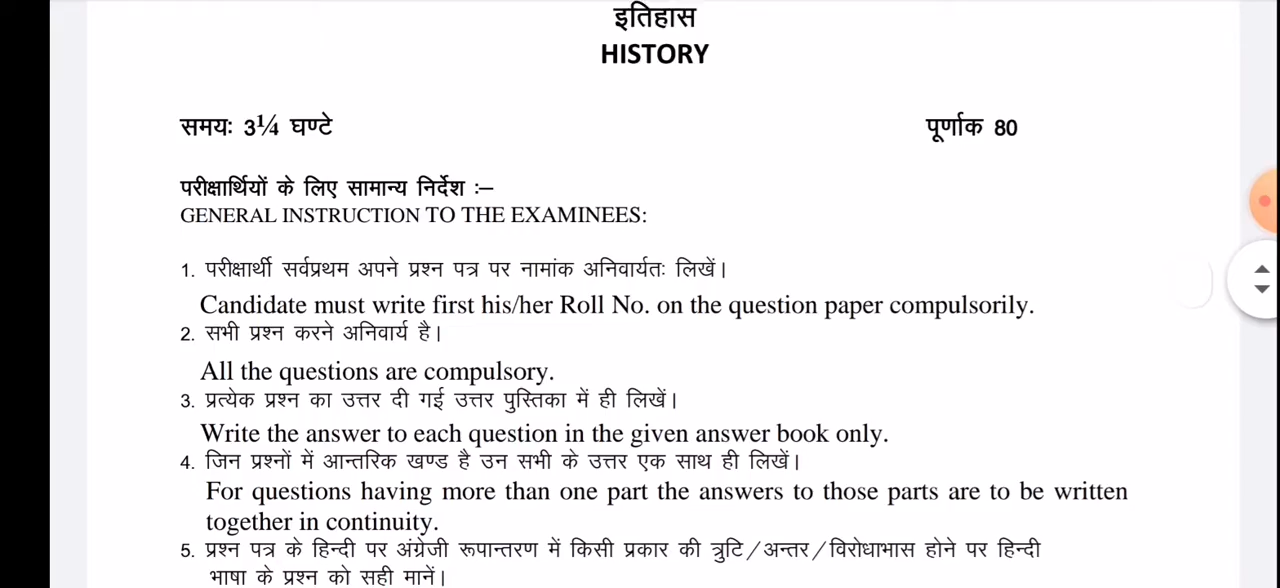 इतिहास
HISTORY
समयः 3¼ घण्टे पूर्णाक 80
परीक्षार्थियों के लिए सामान्य निर्देश :–
GENERAL INSTRUCTION TO THE EXAMINEES:
1. परीक्षार्थी सर्वप्रथम अपने प्रश्न पत्र पर नामांक अनिवार्यतः लिखें।
Candidate must write first his/her Roll No. on the question paper compulsorily.
2. सभी प्रश्न करने अनिवार्य है।
All the questions are compulsory.
3. प्रत्येक प्रश्न का उत्तर दी गई उत्तर पुस्तिका में ही लिखें।
Write the answer to each question in the given answer book only.
4. जिन प्रश्नों में आन्तरिक खण्ड है उन सभी के उत्तर एक साथ ही लिखें।
For questions having more than one part the answers to those parts are to be written
together in continuity.
5. प्रश्न पत्र के हिन्दी पर अंग्रेजी रूपान्तरण में किसी प्रकार की त्रुटि/अन्तर/विरोधाभास होने पर हिन्दी
भाषा के प्रश्न को सही मानें।